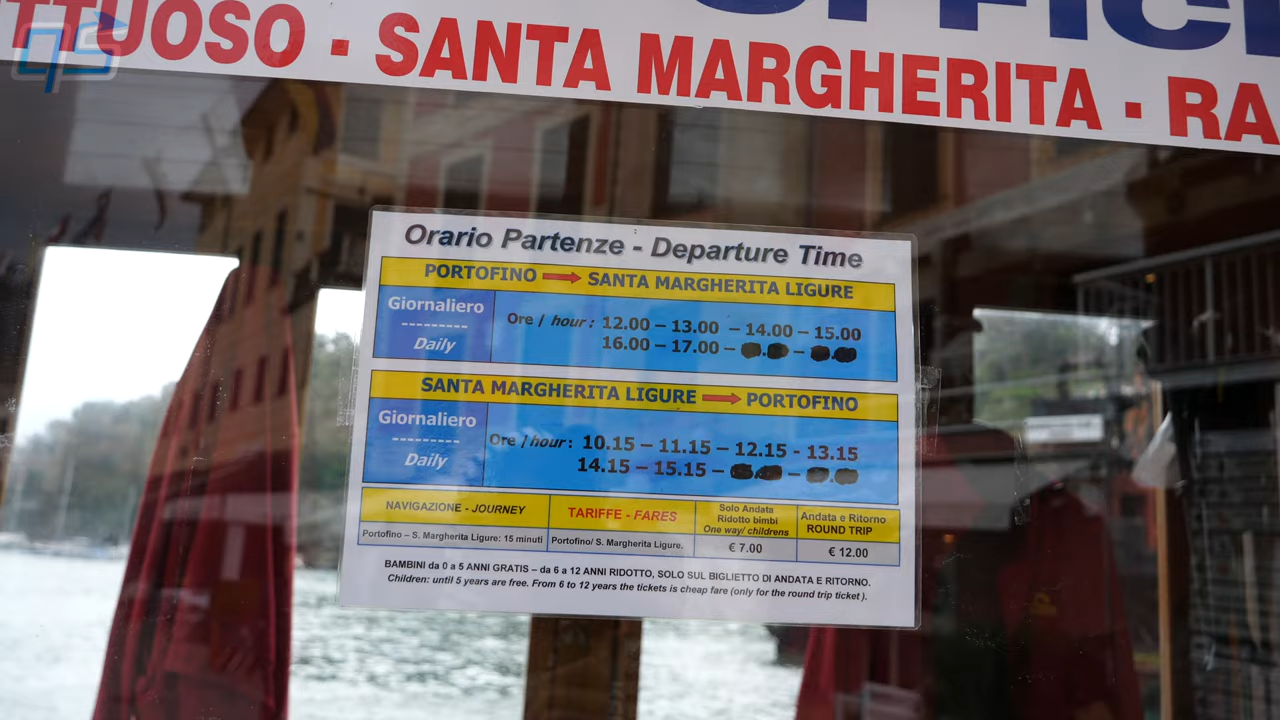 OFFICE
TTUOSO · SANTA MARGHERITA · RA
Orario Partenze - Departure Time
PORTOFINO SANTA MARGHERITA LIGURE
Giornaliero
---------
Daily
Ore / hour : 12.00 – 13.00 – 14.00 – 15.00
16.00 – 17.00 –
SANTA MARGHERITA LIGURE PORTOFINO
Giornaliero
---------
Daily
Ore / hour : 10.15 – 11.15 – 12.15 - 13.15
14.15 – 15.15 –
NAVIGAZIONE - JOURNEY
TARIFFE - FARES
Solo Andata
Ridotto bimbi
One way/ childrens
Andata e Ritorno
ROUND TRIP
Portofino – S. Margherita Ligure: 15 minuti
Portofino/ S. Margherita Ligure.
€ 7.00
€ 12.00
BAMBINI da 0 a 5 ANNI GRATIS – da 6 a 12 ANNI RIDOTTO, SOLO SUL BIGLIETTO DI ANDATA E RITORNO.
Children: until 5 years are free. From 6 to 12 years the tickets is cheap fare (only for the round trip ticket).